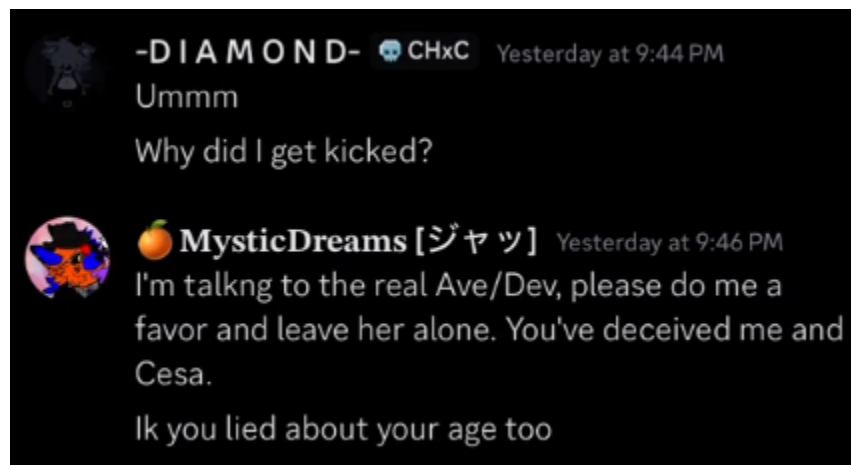 -D I A M O N D- CHxC Yesterday at 9:44 PM
Ummm
Why did I get kicked?
MysticDreams [ジャッ] Yesterday at 9:46 PM
I'm talkng to the real Ave/Dev, please do me a
favor and leave her alone. You've deceived me and
Cesa.
Ik you lied about your age too